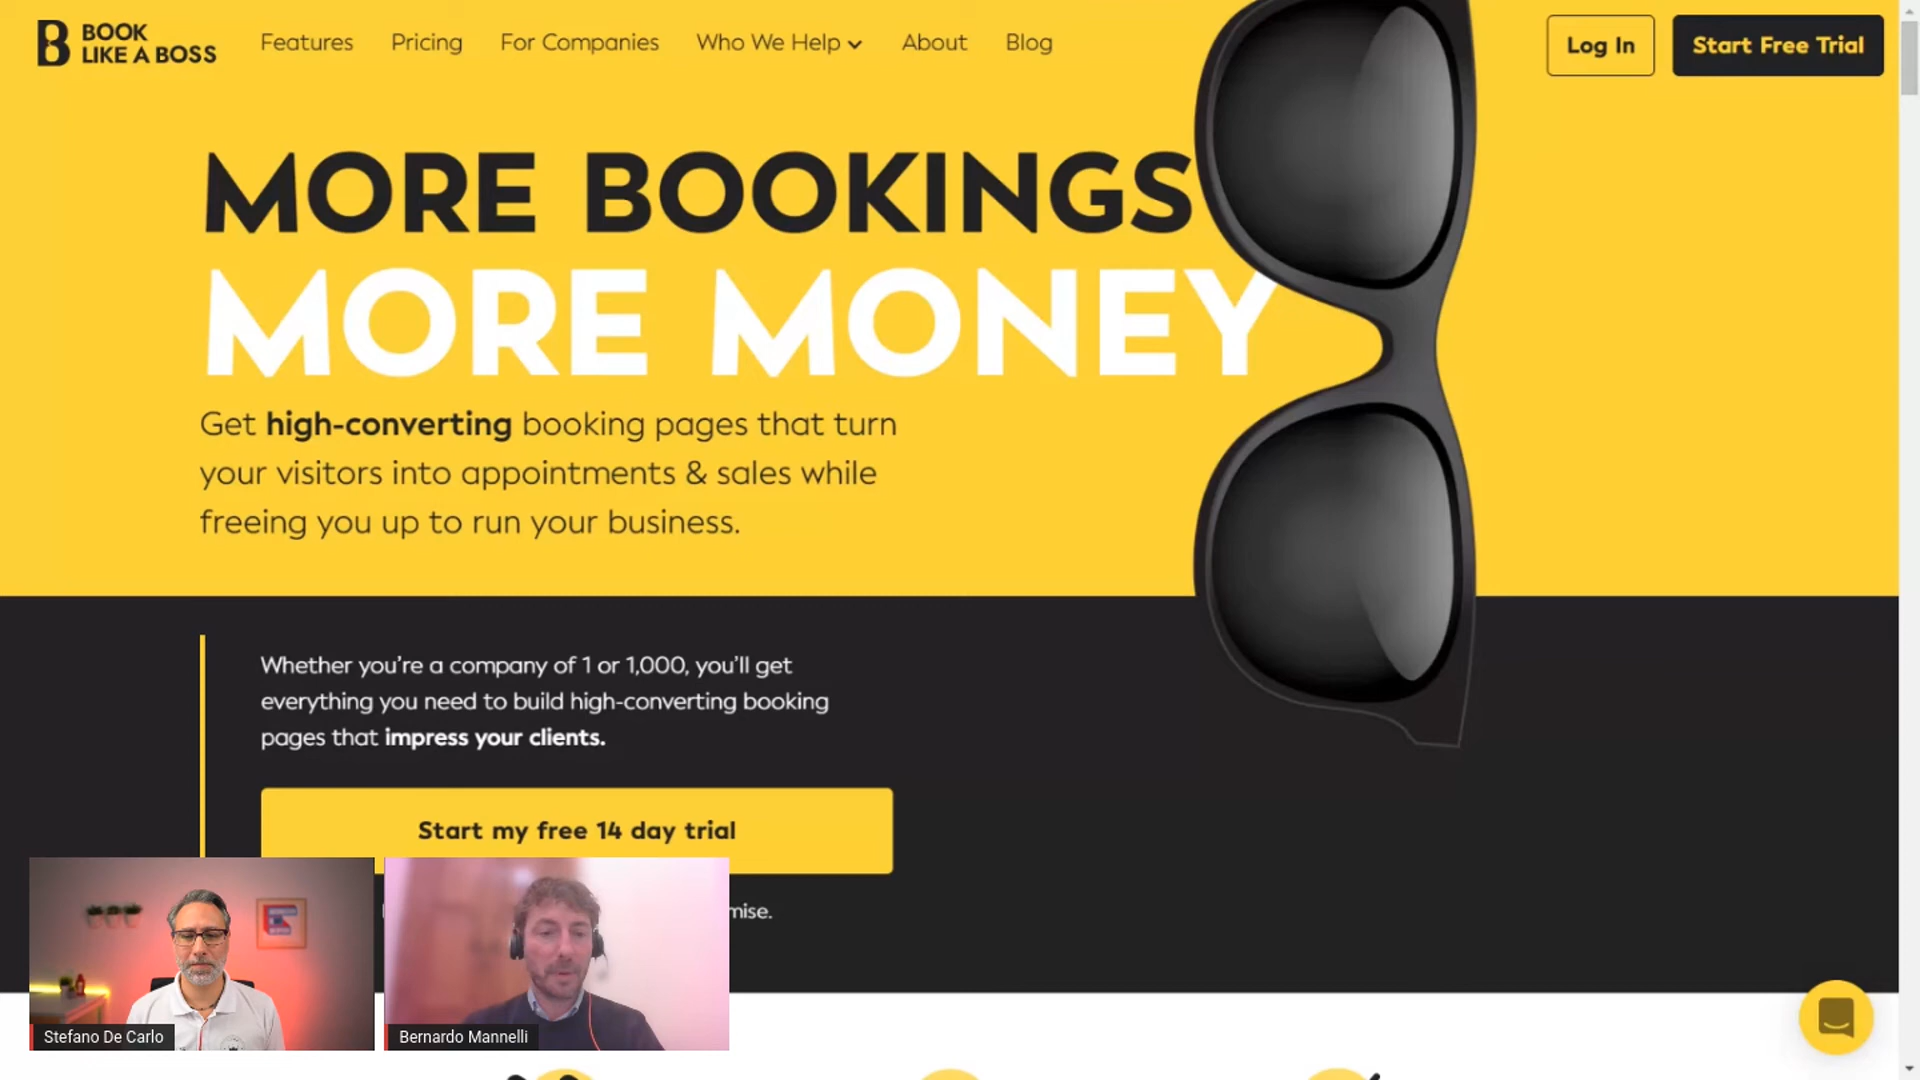 BOOK
LIKE A BOSS
Features
Pricing
For Companies
Who We Help
About
Blog
Log In
Start Free Trial
MORE BOOKINGS
MORE MONEY
Get high-converting booking pages that turn
your visitors into appointments & sales while
freeing you up to run your business.
Whether you're a company of 1 or 1,000, you'll get
everything you need to build high-converting booking
pages that impress your clients.
Start my free 14 day trial
Stefano De Carlo
Bernardo Mannelli